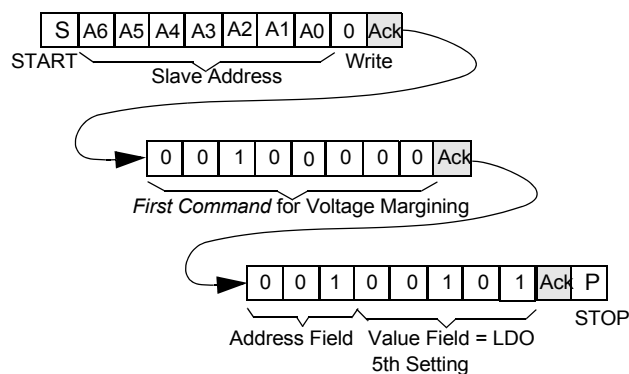 S A6 A5 A4 A3 A2 A1 A0 0 Ack
START Slave Address Write
0 0 1 0 0 0 0 0 Ack
First Command for Voltage Margining
0 0 1 0 0 1 0 1 Ack P
STOP
Address Field Value Field = LDO
5th Setting